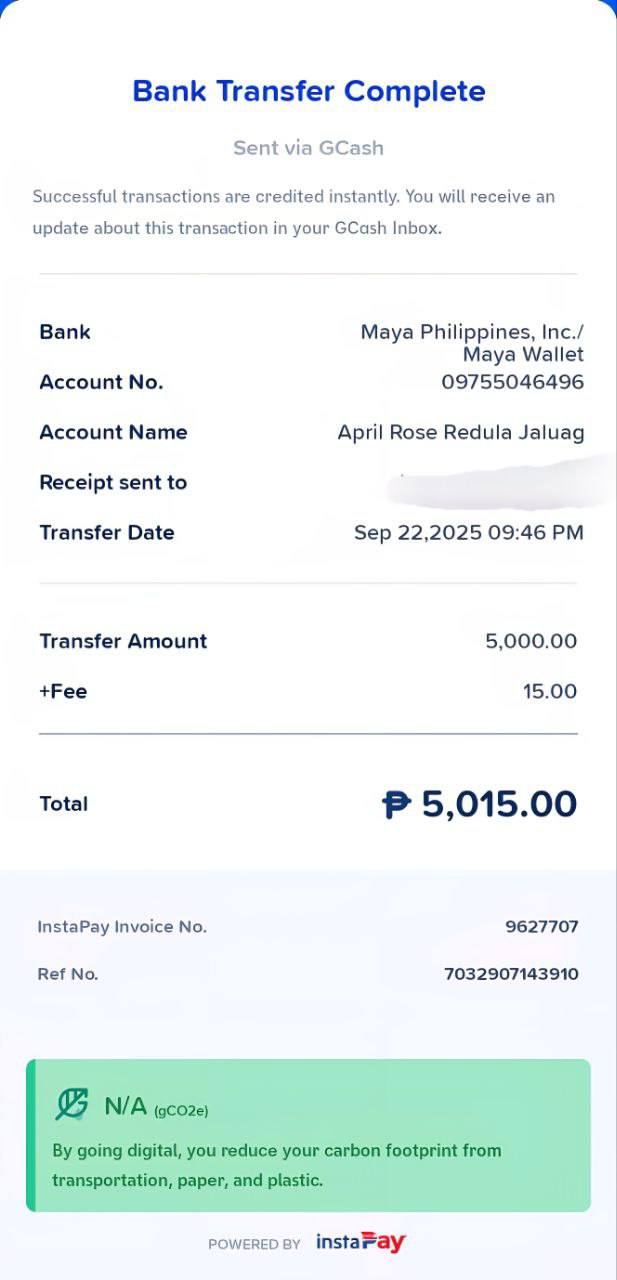 Bank Transfer Complete
Sent via GCash
Successful transactions are credited instantly. You will receive an
update about this transaction in your GCash Inbox.
Bank Maya Philippines, Inc./
Maya Wallet
Account No. 09755046496
Account Name April Rose Redula Jaluag
Receipt sent to
Transfer Date Sep 22,2025 09:46 PM
Transfer Amount 5,000.00
+Fee 15.00
Total ₱ 5,015.00
InstaPay Invoice No. 9627707
Ref No. 7032907143910
N/A (gCO2e)
By going digital, you reduce your carbon footprint from
transportation, paper, and plastic.
POWERED BY instaPay